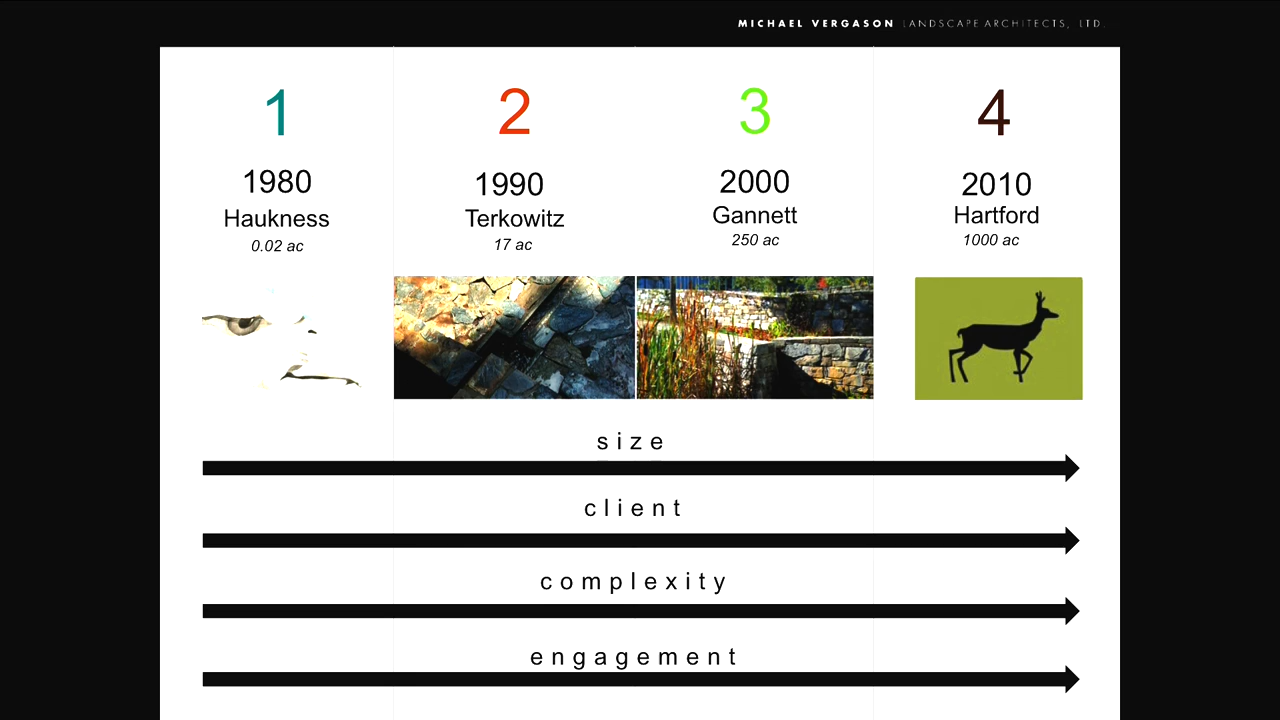 MICHAEL VERGASON LANDSCAPE ARCHITECTS, LTD.
1
1980
Haukness
0.02 ac
2
1990
Terkowitz
17 ac
3
2000
Gannett
250 ac
4
2010
Hartford
1000 ac
size
client
complexity
engagement